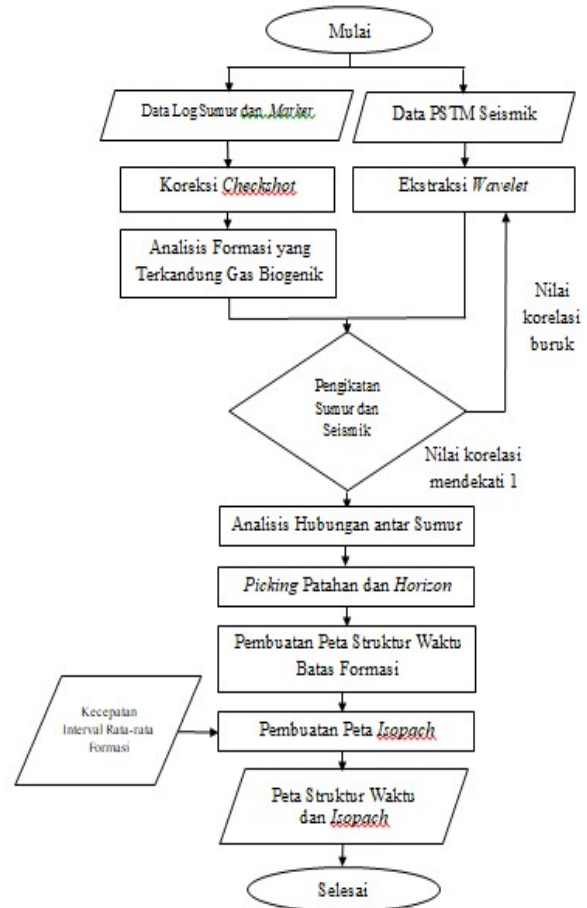 Mulai
Data Log Sumur dan Marker
Data PSTM Seismik
Koreksi Checkshot
Ekstraksi Wavelet
Analisis Formasi yang
Terkandung Gas Biogenik
Nilai
korelasi
buruk
Pengikatan
Sumur dan
Seismik
Nilai korelasi
mendekati 1
Analisis Hubungan antar Sumur
Picking Patahan dan Horizon
Pembuatan Peta Struktur Waktu
Batas Formasi
Kecepatan
Interval Rata-rata
Formasi
Pembuatan Peta Isopach
Peta Struktur Waktu
dan Isopach
Selesai